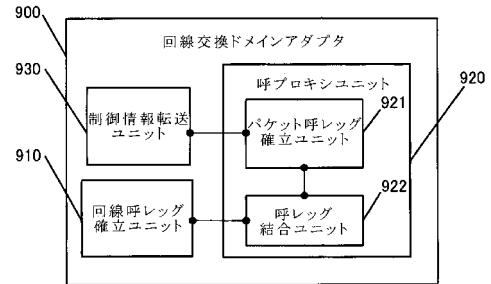 900
回線交換ドメインアダプタ
930
制御情報転送
ユニット
呼プロキシユニット
920
921
パケット呼レッグ
確立ユニット
910
回線呼レッグ
確立ユニット
922
呼レッグ
結合ユニット